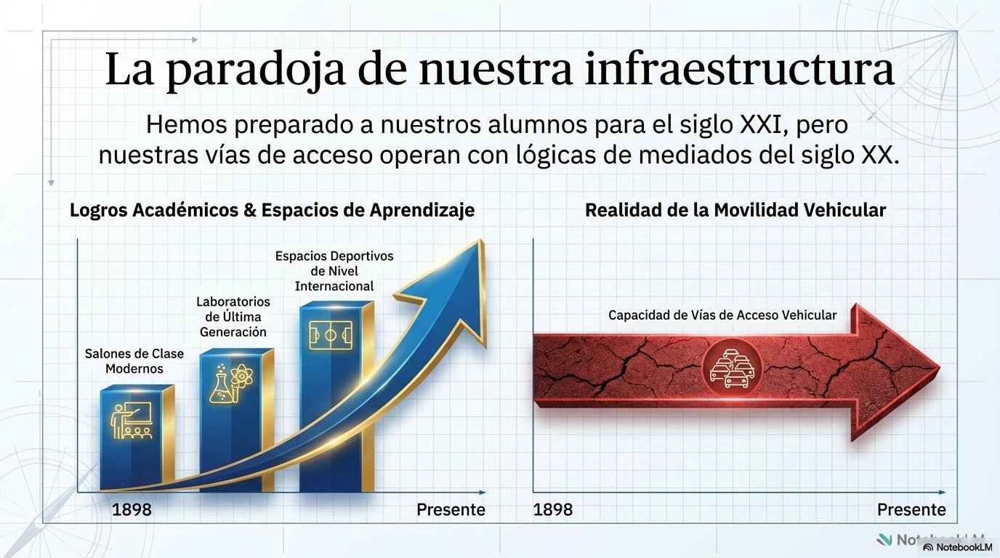 La paradoja de nuestra infraestructura
Hemos preparado a nuestros alumnos para el siglo XXI, pero
nuestras vías de acceso operan con lógicas de mediados del siglo XX.
Logros Académicos & Espacios de Aprendizaje
Salones de Clase
Modernos
Laboratorios
de Última
Generación
Espacios Deportivos
de Nivel
Internacional
1898
Presente
Realidad de la Movilidad Vehicular
Capacidad de Vías de Acceso Vehicular
1898
Presente
NotebookLM
NotebookLM